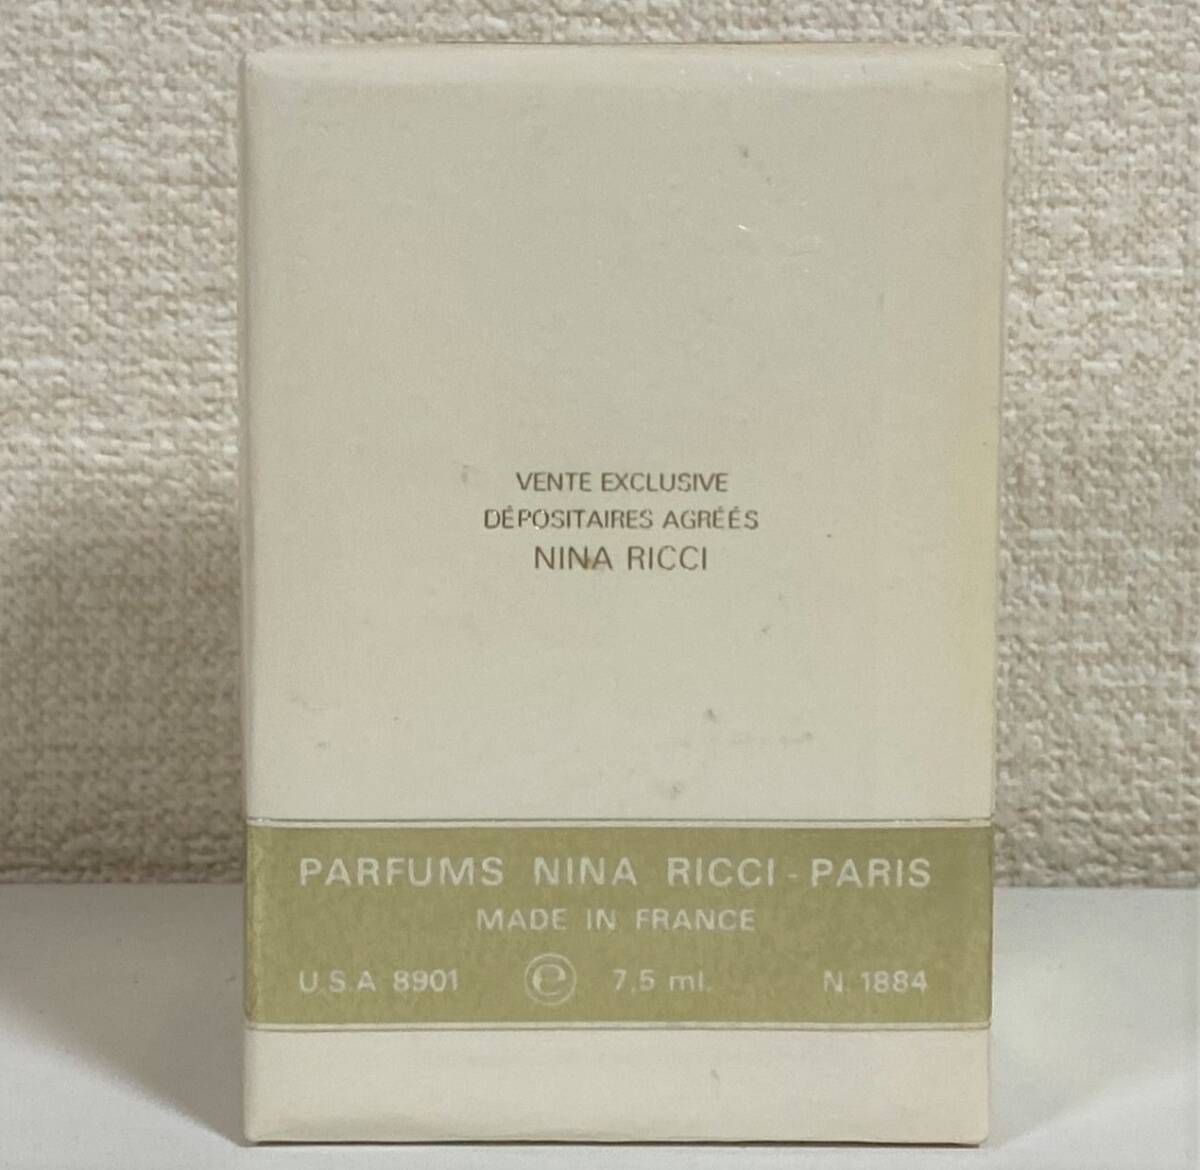 VENTE EXCLUSIVE
DÉPOSITAIRES AGRÉÉS
NINA RICCI
PARFUMS NINA RICCI - PARIS
MADE IN FRANCE
U.S.A 8901 ℮ 7,5 ml. N. 1884